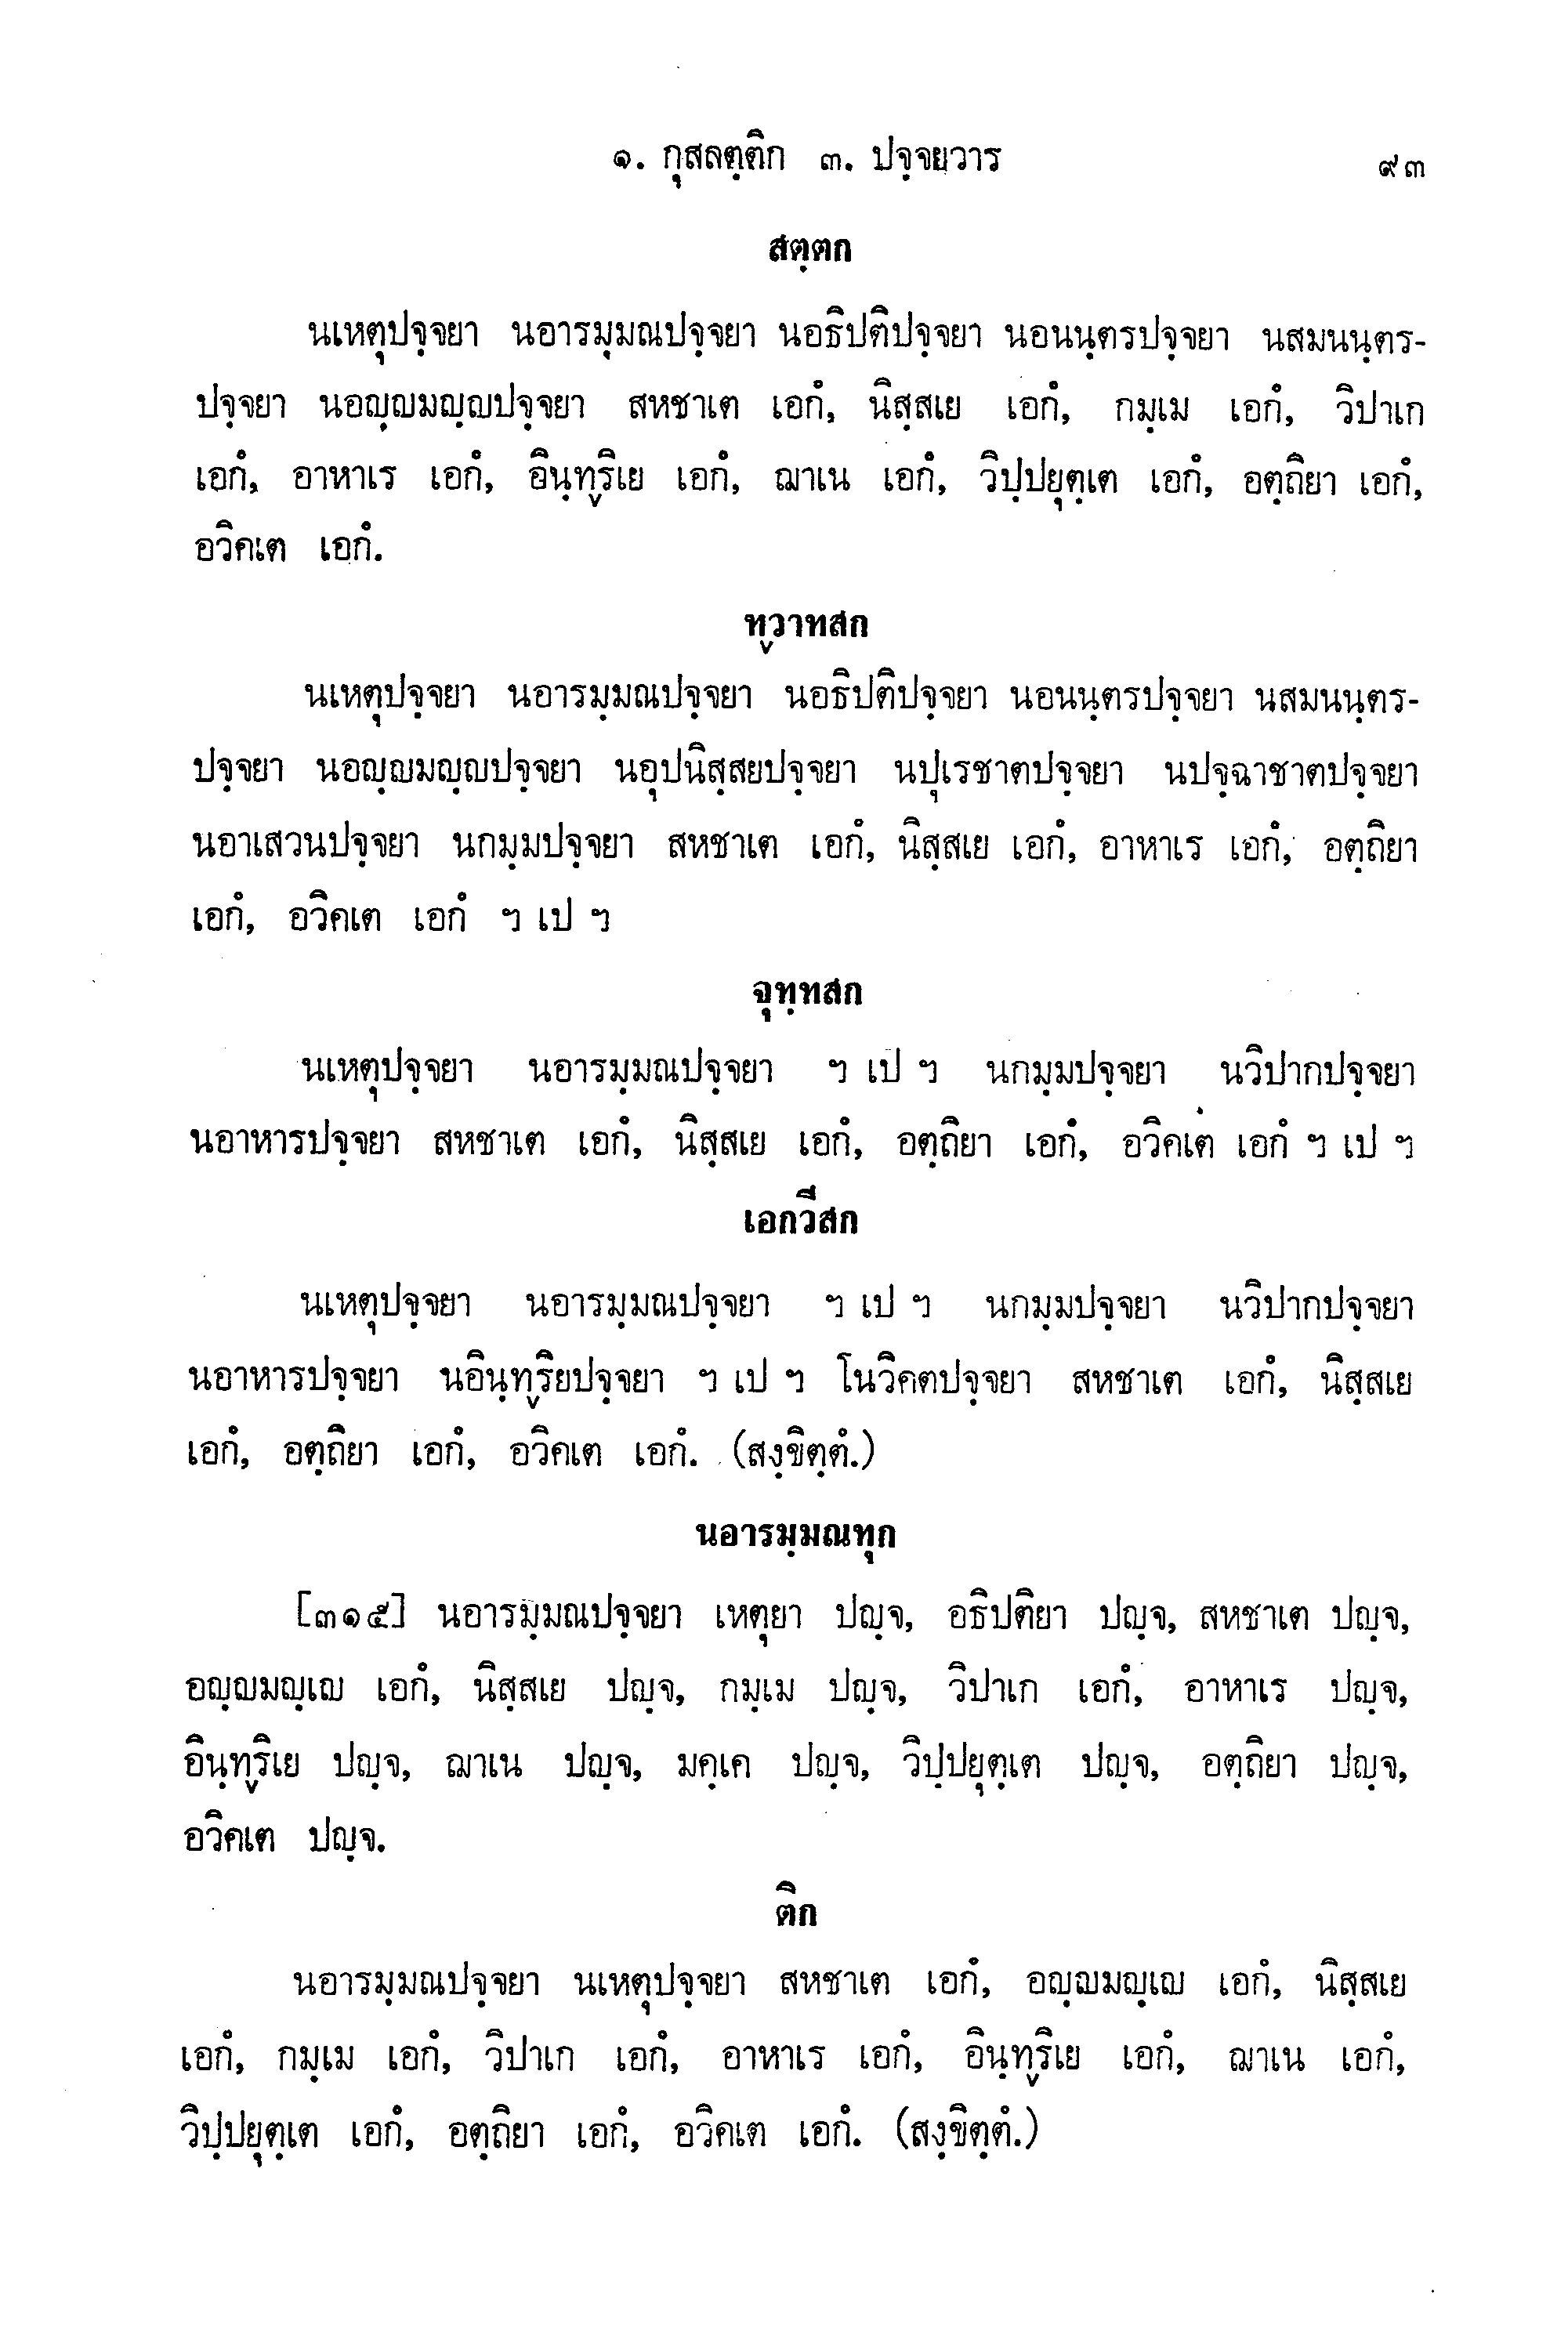 ๑. กุสลตฺติก ๓. ปจฺจยวาร ๙๓
สตฺตก
นเหตุปจฺจยา นอารมฺมณปจฺจยา นอธิปติปจฺจยา นอนนฺตรปจฺจยา นสมนนฺตร-
ปจฺจยา นอญฺญมญฺญปจฺจยา สหชาเต เอกํ, นิสฺสเย เอกํ, กมฺเม เอกํ, วิปาเก
เอกํ, อาหาเร เอกํ, อินฺทฺริเย เอกํ, ฌาเน เอกํ, วิปฺปยุตฺเต เอกํ, อตฺถิยา เอกํ,
อวิคเต เอกํ.
ทฺวาทสก
นเหตุปจฺจยา นอารมฺมณปจฺจยา นอธิปติปจฺจยา นอนนฺตรปจฺจยา นสมนนฺตร-
ปจฺจยา นอญฺญมญฺญปจฺจยา นอุปนิสฺสยปจฺจยา นปุเรชาตปจฺจยา นปจฺฉาชาตปจฺจยา
นอาเสวนปจฺจยา นกมฺมปจฺจยา สหชาเต เอกํ, นิสฺสเย เอกํ, อาหาเร เอกํ, อตฺถิยา
เอกํ, อวิคเต เอกํ ฯ เป ฯ
จุทฺทสก
นเหตุปจฺจยา นอารมฺมณปจฺจยา ฯ เป ฯ นกมฺมปจฺจยา นวิปากปจฺจยา
นอาหารปจฺจยา สหชาเต เอกํ, นิสฺสเย เอกํ, อตฺถิยา เอกํ, อวิคเต เอกํ ฯ เป ฯ
เอกวีสก
นเหตุปจฺจยา นอารมฺมณปจฺจยา ฯ เป ฯ นกมฺมปจฺจยา นวิปากปจฺจยา
นอาหารปจฺจยา นอินฺทฺริยปจฺจยา ฯ เป ฯ โนวิคตปจฺจยา สหชาเต เอกํ, นิสฺสเย
เอกํ, อตฺถิยา เอกํ, อวิคเต เอกํ. (สงฺขิตฺตํ.)
นอารมฺมณทุก
[๓๑๕] นอารมฺมณปจฺจยา เหตุยา ปญฺจ, อธิปติยา ปญฺจ, สหชาเต ปญฺจ,
อญฺญมญฺเญ เอกํ, นิสฺสเย ปญฺจ, กมฺเม ปญฺจ, วิปาเก เอกํ, อาหาเร ปญฺจ,
อินฺทฺริเย ปญฺจ, ฌาเน ปญฺจ, มคฺเค ปญฺจ, วิปฺปยุตฺเต ปญฺจ, อตฺถิยา ปญฺจ,
อวิคเต ปญฺจ.
ติก
นอารมฺมณปจฺจยา นเหตุปจฺจยา สหชาเต เอกํ, อญฺญมญฺเญ เอกํ, นิสฺสเย
เอกํ, กมฺเม เอกํ, วิปาเก เอกํ, อาหาเร เอกํ, อินฺทฺริเย เอกํ, ฌาเน เอกํ,
วิปฺปยุตฺเต เอกํ, อตฺถิยา เอกํ, อวิคเต เอกํ. (สงฺขิตฺตํ.)